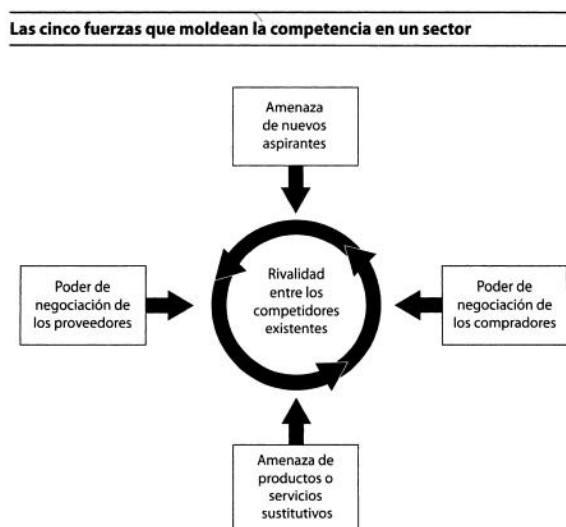 Las cinco fuerzas que moldean la competencia en un sector
Amenaza
de nuevos
aspirantes
Poder de
negociación de
los proveedores
Rivalidad
entre los
competidores
existentes
Poder de
negociación de
los compradores
Amenaza de
productos o
servicios
sustitutivos